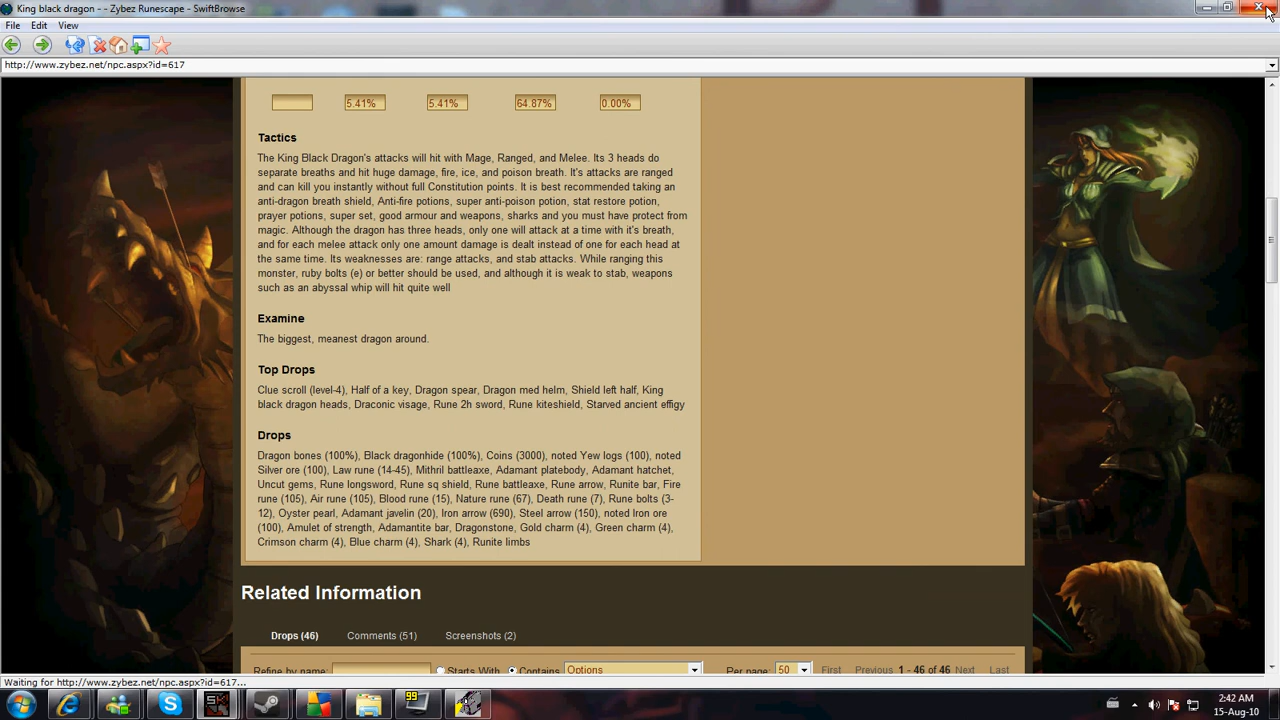 King black dragon - - Zybez Runescape - SwiftBrowse
File Edit View
http://www.zybez.net/npc.aspx?id=617
5.41% 5.41% 64.87% 0.00%
Tactics
The King Black Dragon's attacks will hit with Mage, Ranged, and Melee. Its 3 heads do
separate breaths and hit huge damage, fire, ice, and poison breath. It's attacks are ranged
and can kill you instantly without full Constitution points. It is best recommended taking an
anti-dragon breath shield, Anti-fire potions, super anti-poison potion, stat restore potion,
prayer potions, super set, good armour and weapons, sharks and you must have protect from
magic. Although the dragon has three heads, only one will attack at a time with it's breath,
and for each melee attack only one amount damage is dealt instead of one for each head at
the same time. Its weaknesses are: range attacks, and stab attacks. While ranging this
monster, ruby bolts (e) or better should be used, and although it is weak to stab, weapons
such as an abyssal whip will hit quite well
Examine
The biggest, meanest dragon around.
Top Drops
Clue scroll (level-4), Half of a key, Dragon spear, Dragon med helm, Shield left half, King
black dragon heads, Draconic visage, Rune 2h sword, Rune kiteshield, Starved ancient effigy
Drops
Dragon bones (100%), Black dragonhide (100%), Coins (3000), noted Yew logs (100), noted
Silver ore (100), Law rune (14-45), Mithril battleaxe, Adamant platebody, Adamant hatchet,
Uncut gems, Rune longsword, Rune sq shield, Rune battleaxe, Rune arrow, Runite bar, Fire
rune (105), Air rune (105), Blood rune (15), Nature rune (67), Death rune (7), Rune bolts (3-
12), Oyster pearl, Adamant javelin (20), Iron arrow (690), Steel arrow (150), noted Iron ore
(100), Amulet of strength, Adamantite bar, Dragonstone, Gold charm (4), Green charm (4),
Crimson charm (4), Blue charm (4), Shark (4), Runite limbs
Related Information
Drops (46) Comments (51) Screenshots (2)
Refine by name: Starts With Contains Options Per page: 50 First Previous 1 - 46 of 46 Next Last
Waiting for http://www.zybez.net/npc.aspx?id=617...
99
2:42 AM
15-Aug-10